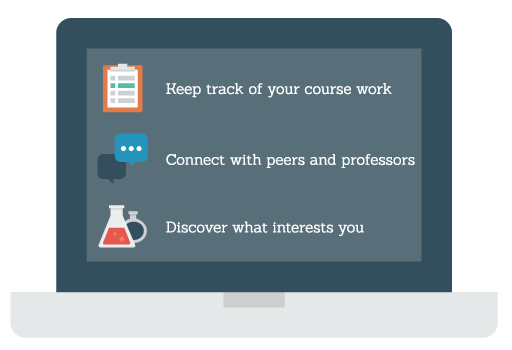 Keep track of your course work
Connect with peers and professors
Discover what interests you